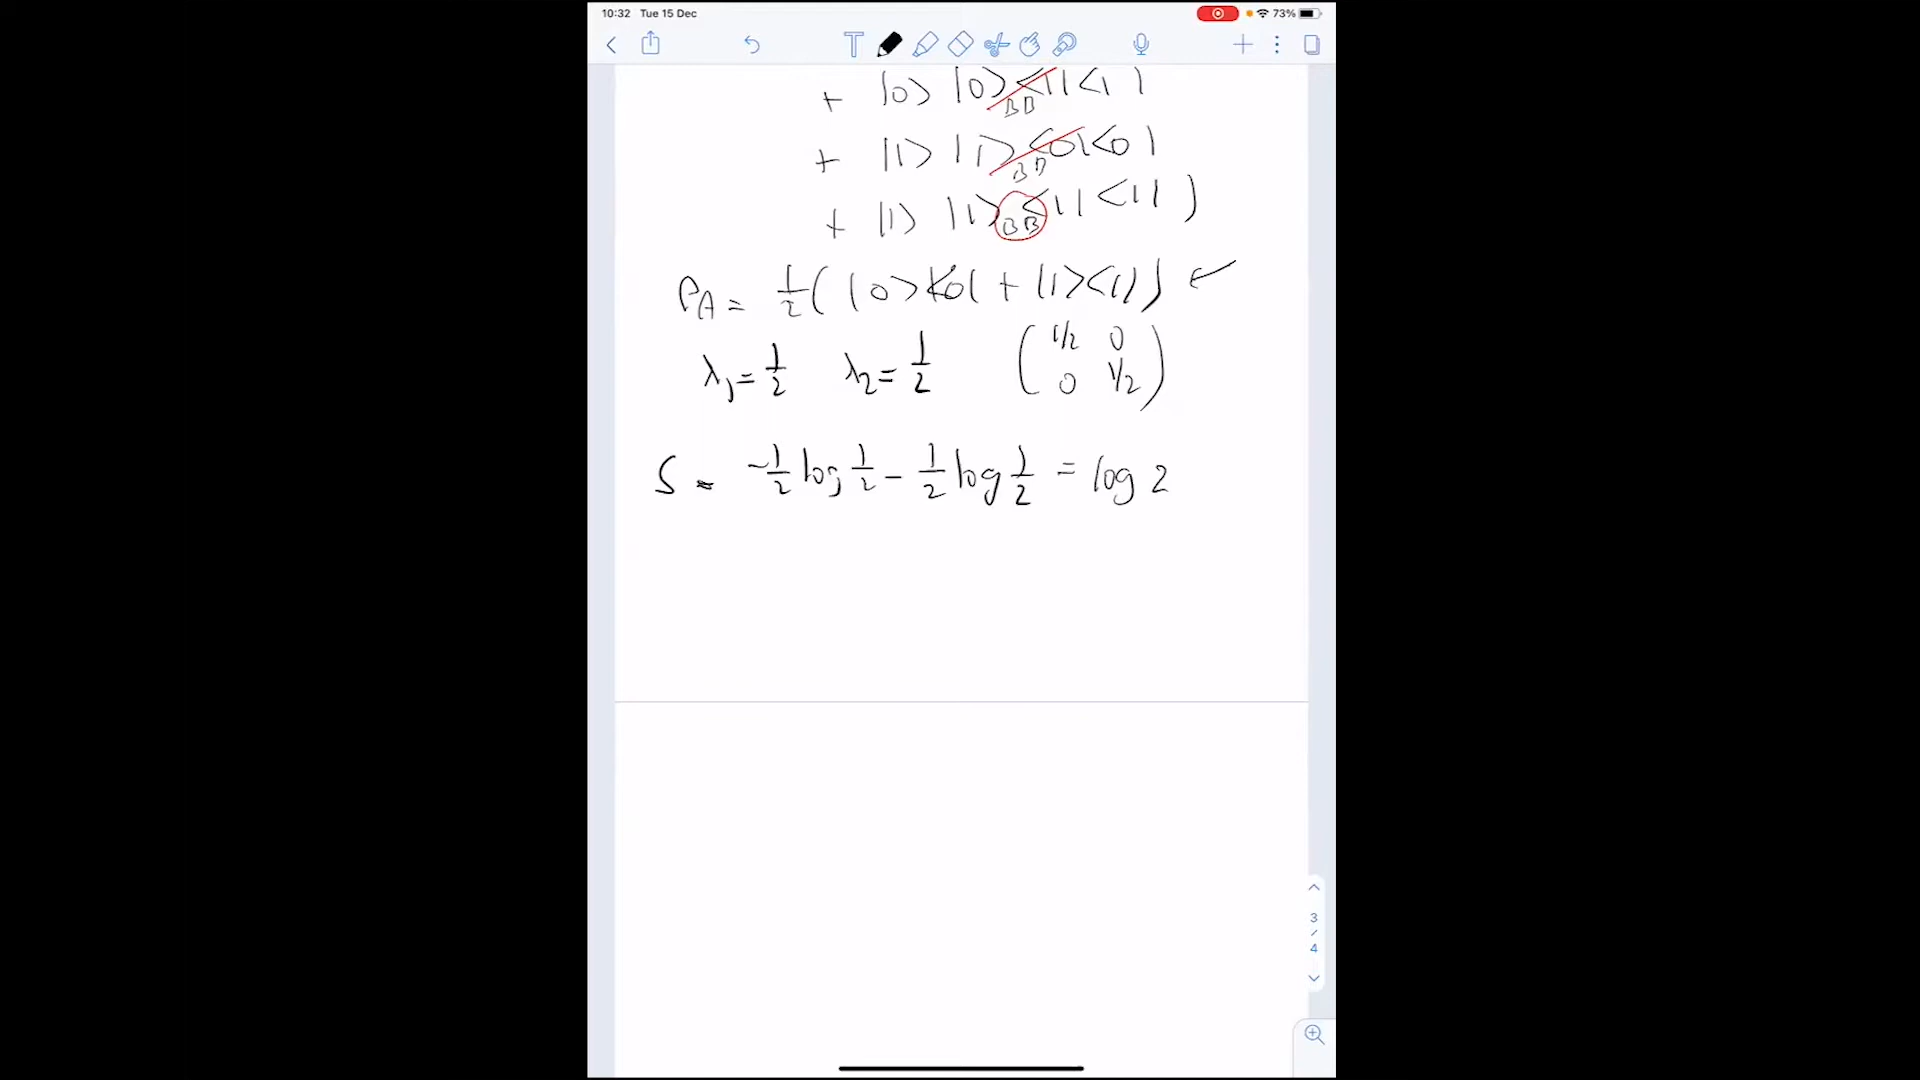 10:32 Tue 15 Dec 73%
T
+ |0> |0> <1| <1|
BB
+ |1> |1> <0| <0|
BB
+ |1> |1> <1| <1| )
BB
ρA = 1/2 ( |0> <0| + |1> <1| )
λ1 = 1/2 λ2 = 1/2 ( 1/2 0
0 1/2 )
S = -1/2 log 1/2 - 1/2 log 1/2 = log 2
3
/
4